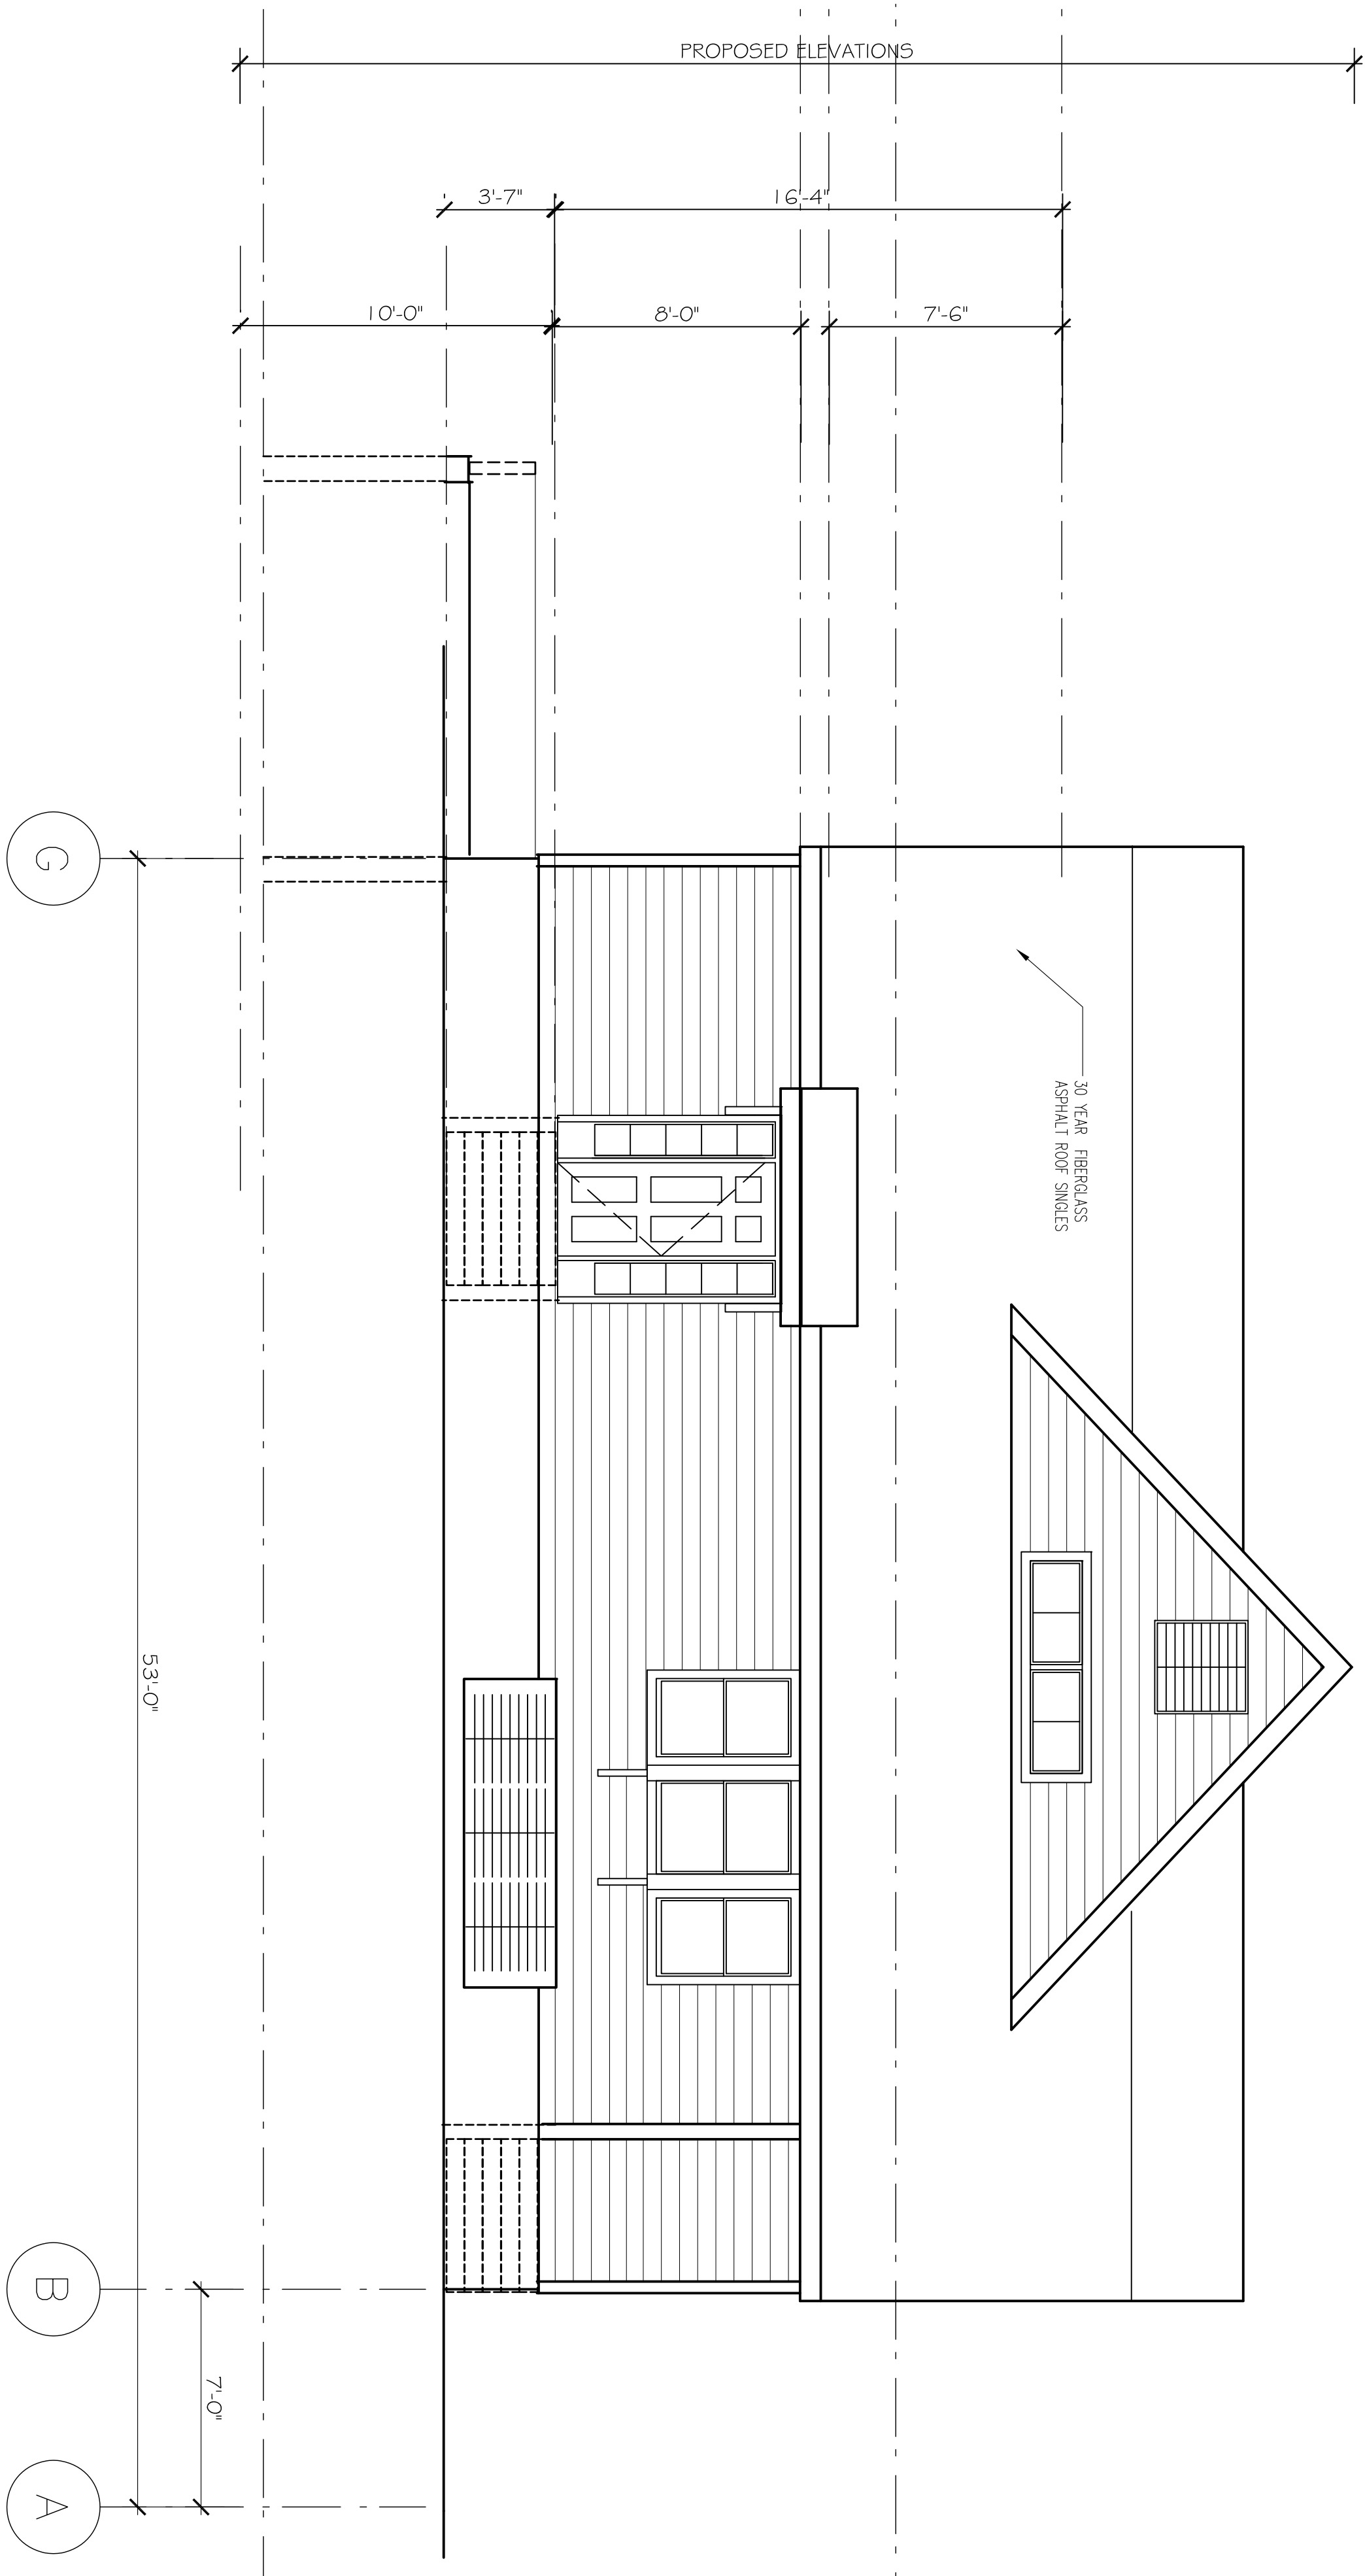 PROPOSED ELEVATIONS
3'-7"
16'-4"
10'-0"
8'-0"
7'-6"
30 YEAR FIBERGLASS
ASPHALT ROOF SINGLES
53'-0"
7'-0"
G
B
A